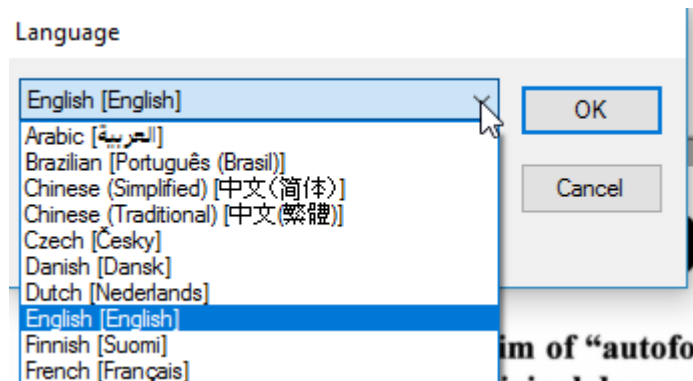 Language
English [English]
OK
Arabic [العربية]
Brazilian [Português (Brasil)]
Chinese (Simplified) [中文(简体)]
Cancel
Chinese (Traditional) [中文(繁體)]
Czech [Česky]
Danish [Dansk]
Dutch [Nederlands]
English [English]
Finnish [Suomi]
im of “autofo
French [Français]